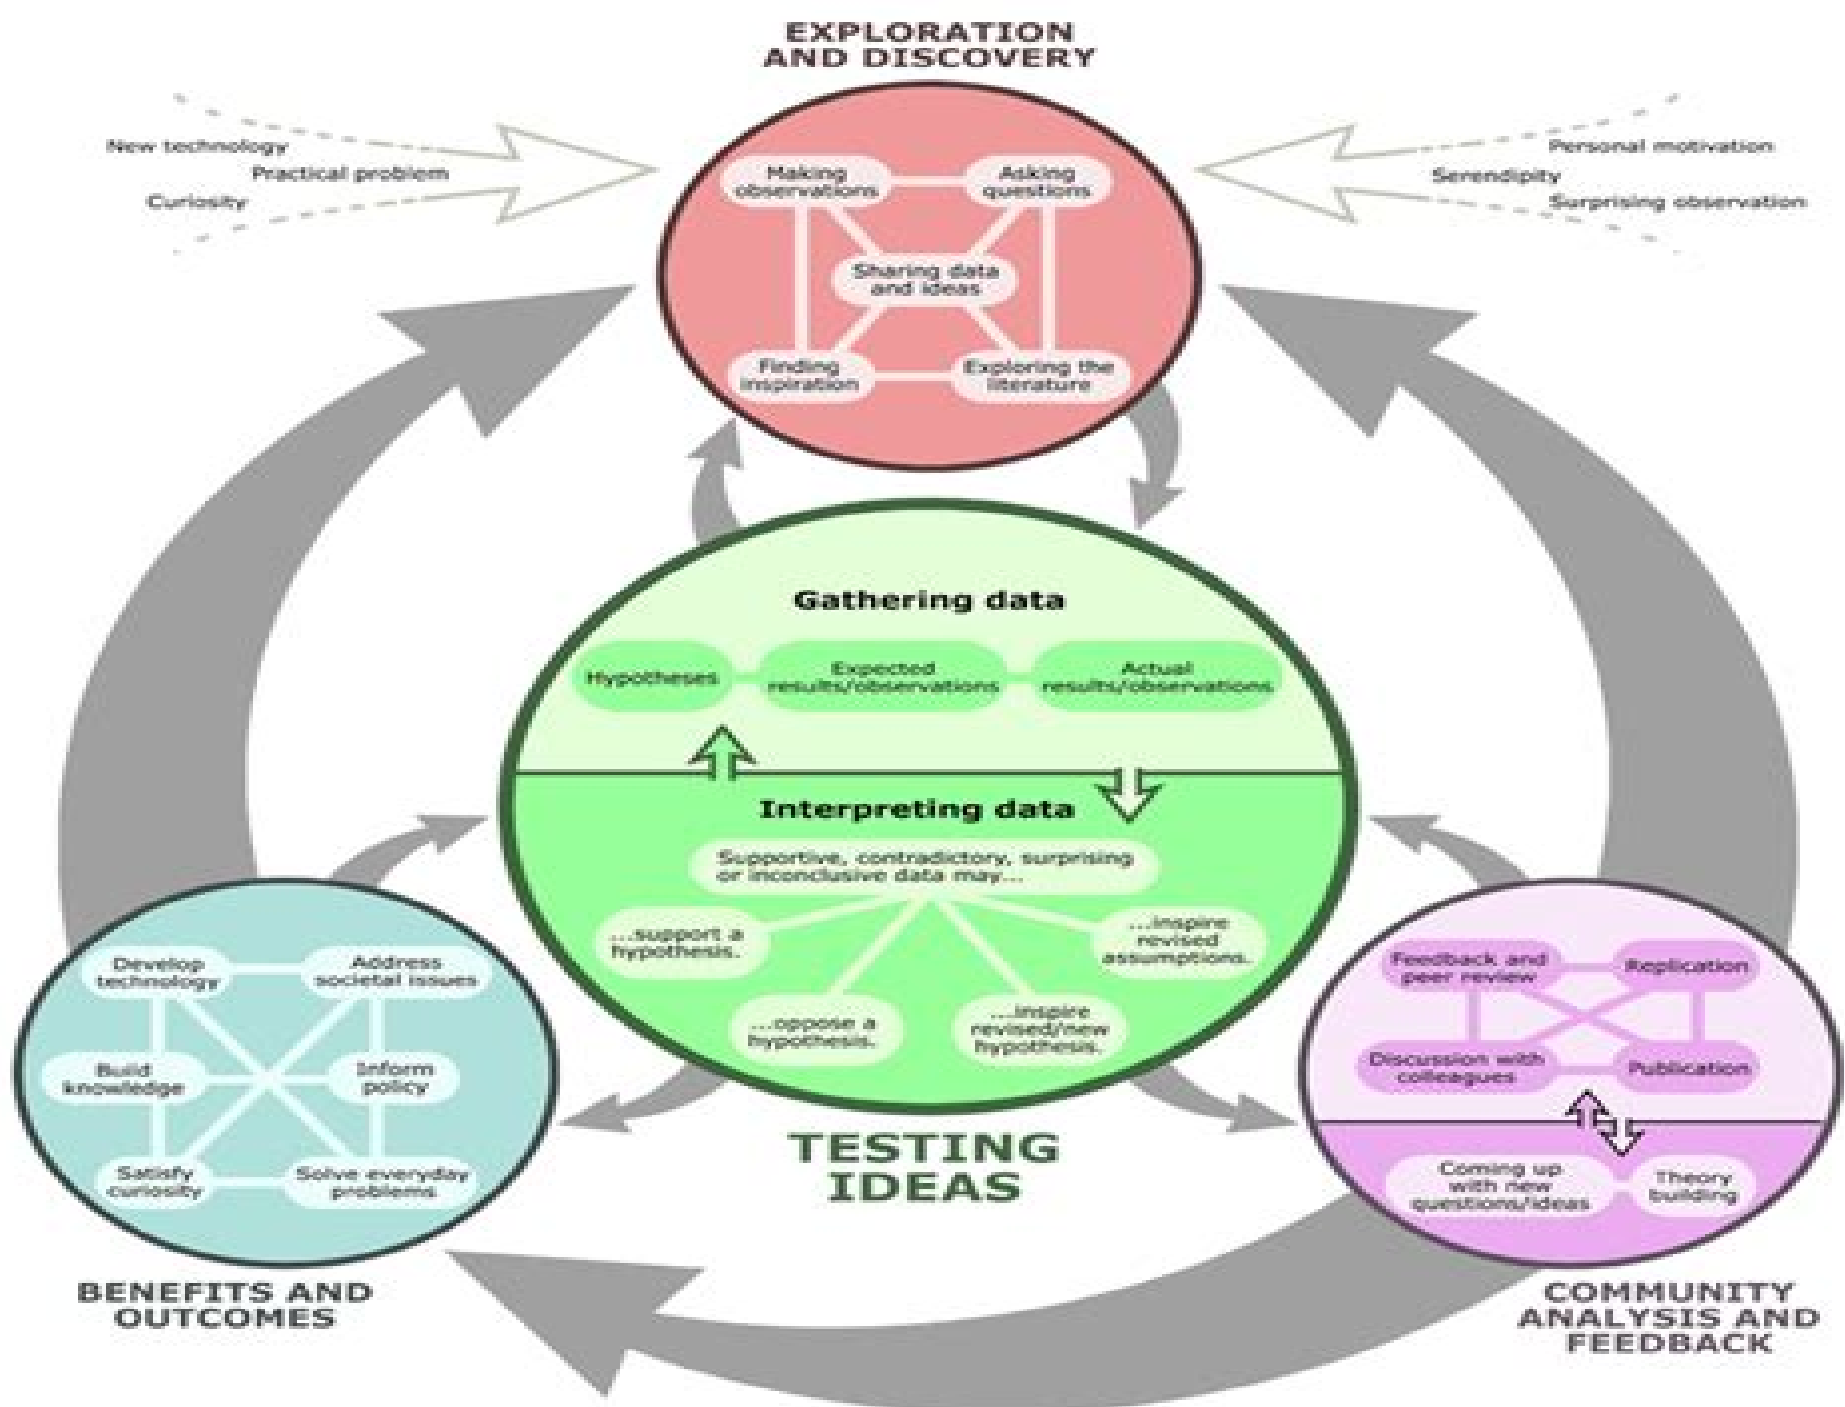 EXPLORATION
AND DISCOVERY
New technology
Practical problem
Curiosity
Personal motivation
Serendipity
Surprising observation
Making
observations
Asking
questions
Sharing data
and ideas
Finding
inspiration
Exploring the
literature
Gathering data
Hypotheses
Expected
results/observations
Actual
results/observations
Interpreting data
Supportive, contradictory, surprising
or inconclusive data may...
...support a
hypothesis.
...oppose a
hypothesis.
...inspire
revised/new
hypothesis.
...inspire
revised
assumptions.
TESTING
IDEAS
Develop
technology
Address
societal issues
Build
knowledge
Inform
policy
Satisfy
curiosity
Solve everyday
problems
BENEFITS AND
OUTCOMES
Feedback and
peer review
Replication
Discussion with
colleagues
Publication
Coming up
with new
questions/ideas
Theory
building
COMMUNITY
ANALYSIS AND
FEEDBACK